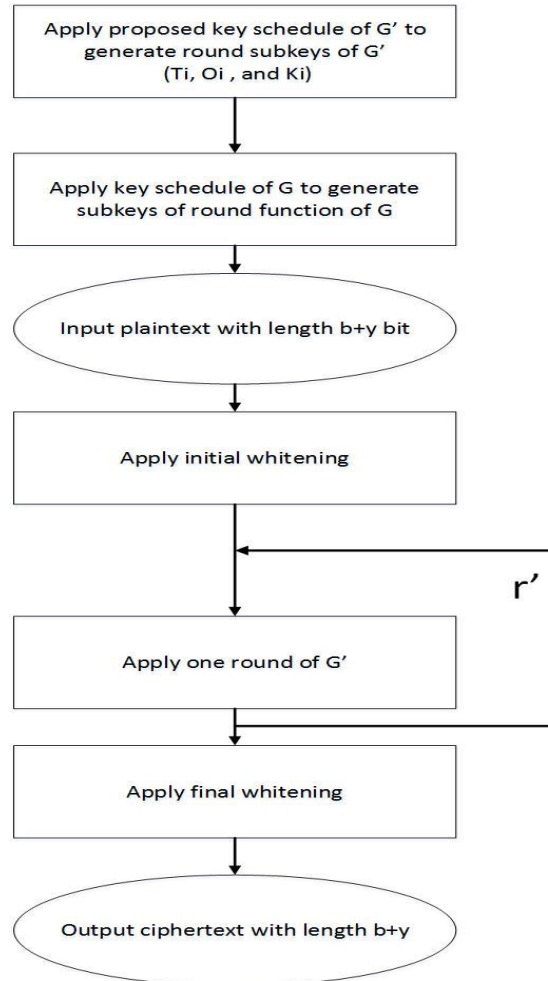 Apply proposed key schedule of G’ to
generate round subkeys of G’
(Ti, Oi , and Ki)
Apply key schedule of G to generate
subkeys of round function of G
Input plaintext with length b+y bit
Apply initial whitening
r’
Apply one round of G’
Apply final whitening
Output ciphertext with length b+y